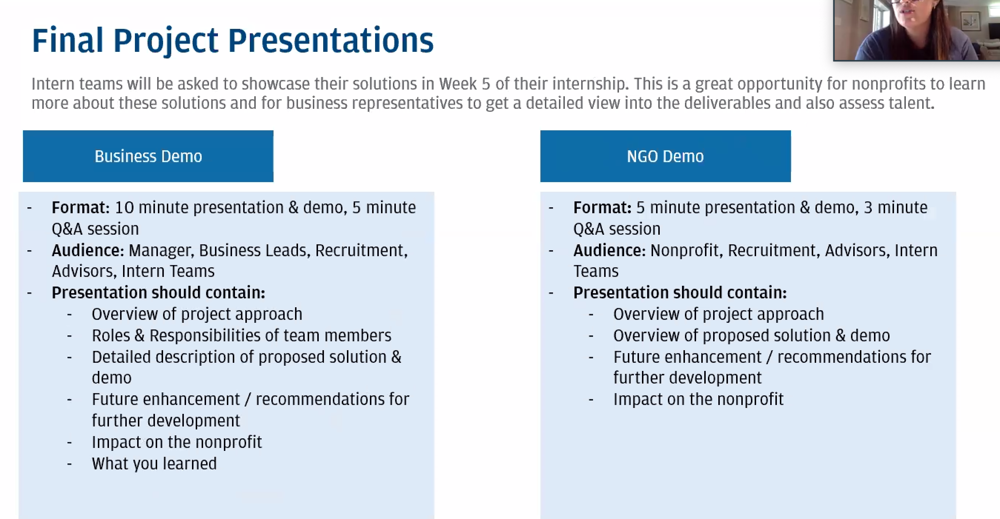 Final Project Presentations
Intern teams will be asked to showcase their solutions in Week 5 of their internship. This is a great opportunity for nonprofits to learn
more about these solutions and for business representatives to get a detailed view into the deliverables and also assess talent.
Business Demo
- Format: 10 minute presentation & demo, 5 minute
Q&A session
- Audience: Manager, Business Leads, Recruitment,
Advisors, Intern Teams
- Presentation should contain:
- Overview of project approach
- Roles & Responsibilities of team members
- Detailed description of proposed solution &
demo
- Future enhancement / recommendations for
further development
- Impact on the nonprofit
- What you learned
NGO Demo
- Format: 5 minute presentation & demo, 3 minute
Q&A session
- Audience: Nonprofit, Recruitment, Advisors, Intern
Teams
- Presentation should contain:
- Overview of project approach
- Overview of proposed solution & demo
- Future enhancement / recommendations for
further development
- Impact on the nonprofit